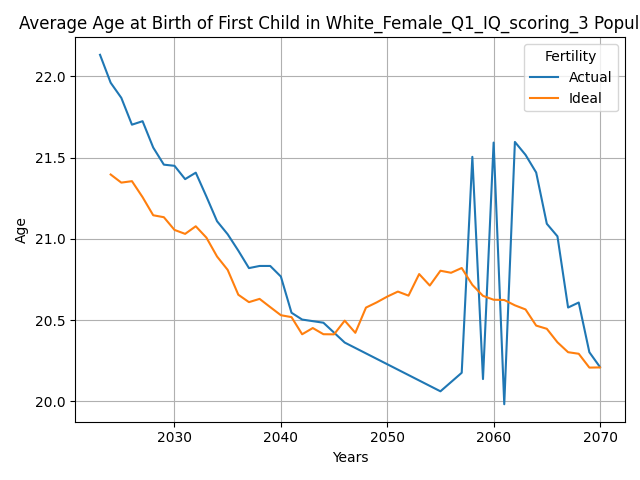 Average Age at Birth of First Child in White_Female_Q1_IQ_scoring_3 Popul
Fertility
Actual
Ideal
22.0
21.5
21.0
20.5
20.0
Age
2030 2040 2050 2060 2070
Years